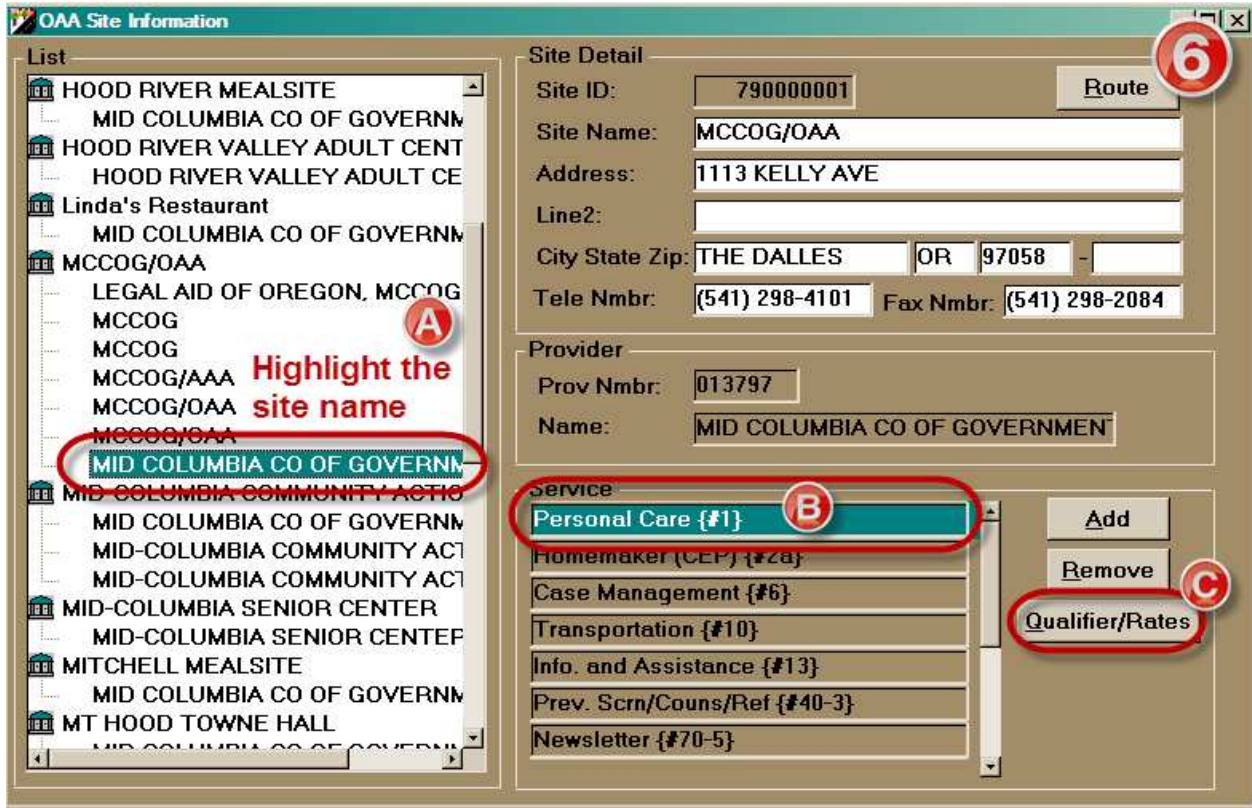 OAA Site Information
6
List
HOOD RIVER MEALSITE
MID COLUMBIA CO OF GOVERNM
HOOD RIVER VALLEY ADULT CENT
HOOD RIVER VALLEY ADULT CE
Linda's Restaurant
MID COLUMBIA CO OF GOVERNM
MCCOG/OAA
LEGAL AID OF OREGON, MCCOG
MCCOG
A
MCCOG
MCCOG/AAA
Highlight the
MCCOG/OAA
site name
MCCOG/OAA
MID COLUMBIA CO OF GOVERNM
MID-COLUMBIA COMMUNITY ACTIO
MID COLUMBIA CO OF GOVERNM
MID-COLUMBIA COMMUNITY ACT
MID-COLUMBIA COMMUNITY ACT
MID-COLUMBIA SENIOR CENTER
MID-COLUMBIA SENIOR CENTER
MITCHELL MEALSITE
MID COLUMBIA CO OF GOVERNM
MT HOOD TOWNE HALL
MID COLUMBIA CO OF GOVERNM
Site Detail
Site ID: 790000001 Route
Site Name: MCCOG/OAA
Address: 1113 KELLY AVE
Line2:
City State Zip: THE DALLES OR 97058 -
Tele Nmbr: (541) 298-4101 Fax Nmbr: (541) 298-2084
Provider
Prov Nmbr: 013797
Name: MID COLUMBIA CO OF GOVERNMENT
Service
Personal Care {#1} B Add
Homemaker (CEP) {#2a}
Remove
Case Management {#6} C
Transportation {#10} Qualifier/Rates
Info. and Assistance {#13}
Prev. Scrn/Couns/Ref {#40-3}
Newsletter {#70-5}